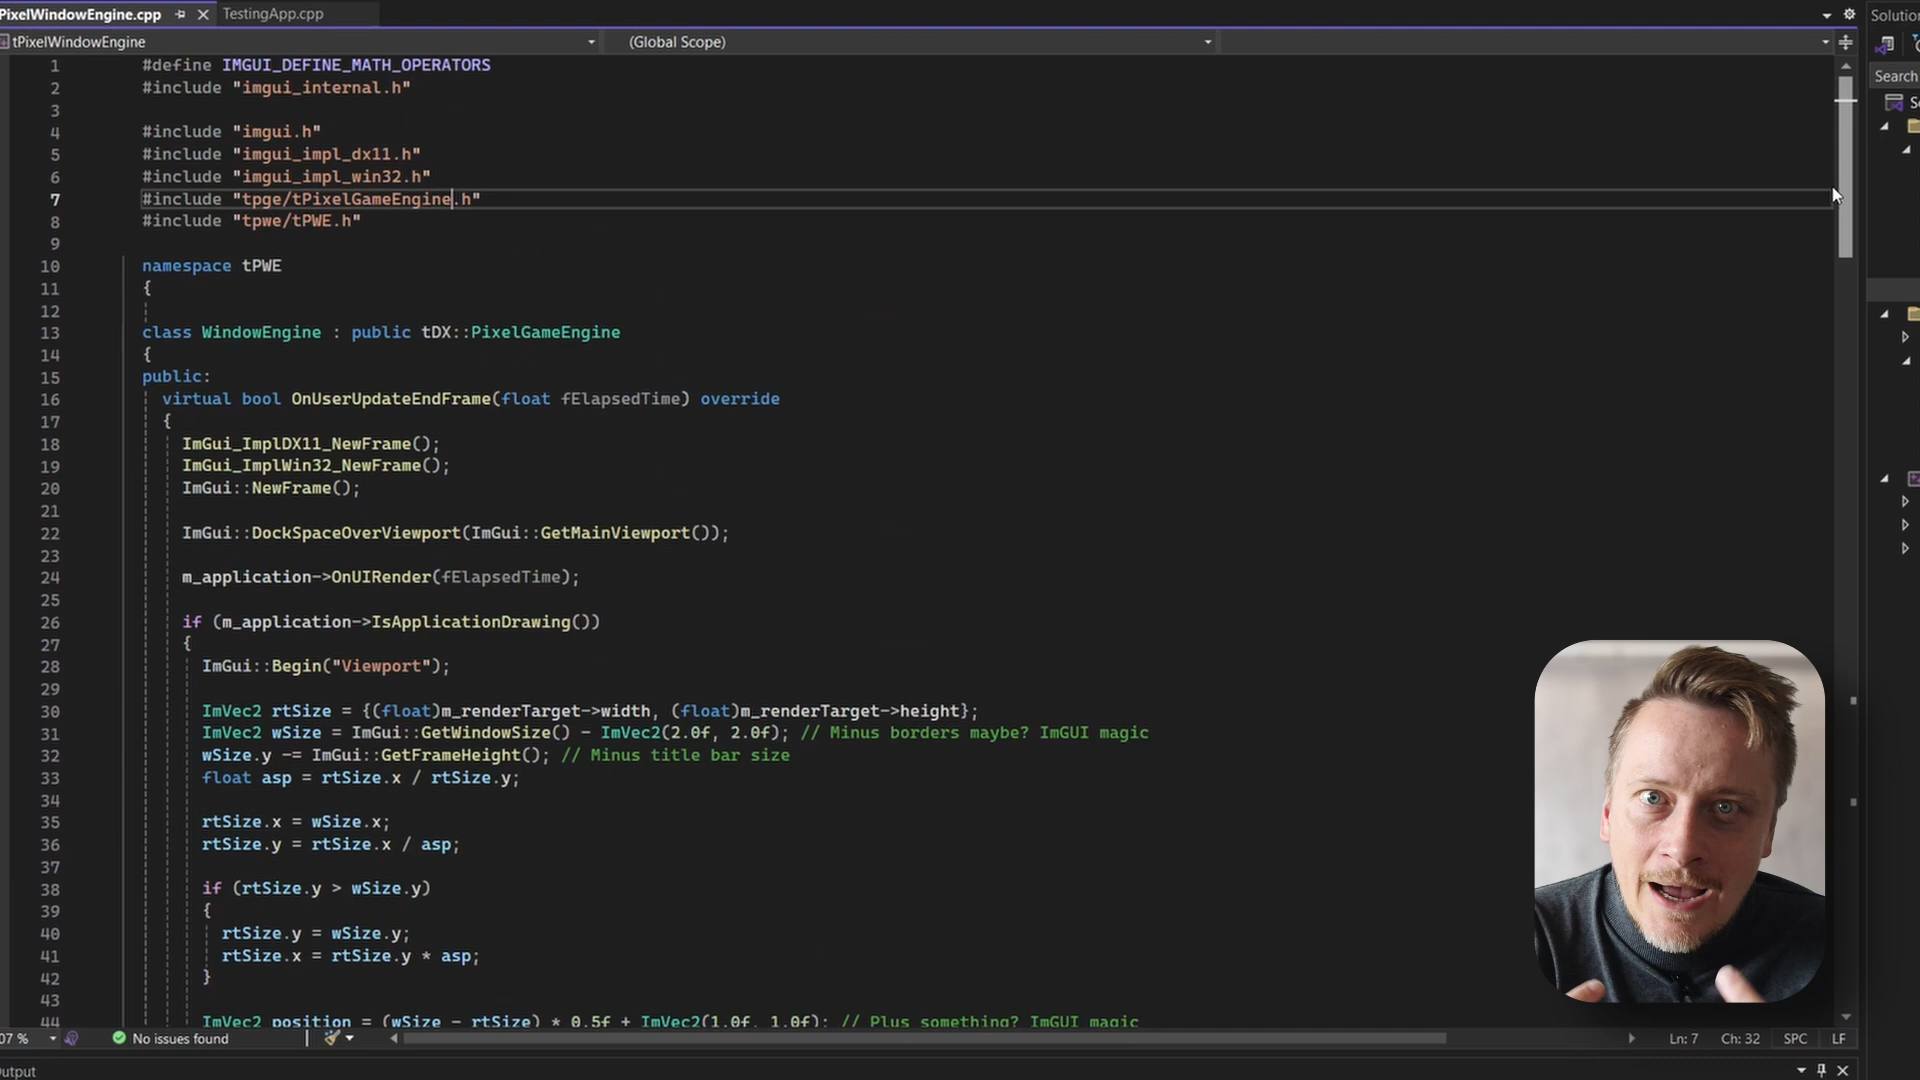 PixelWindowEngine.cpp TestingApp.cpp
Solution
tPixelWindowEngine (Global Scope)
Search
1 #define IMGUI_DEFINE_MATH_OPERATORS
2 #include "imgui_internal.h"
3
4 #include "imgui.h"
5 #include "imgui_impl_dx11.h"
6 #include "imgui_impl_win32.h"
7 #include "tpge/tPixelGameEngine.h"
8 #include "tpwe/tPWE.h"
9
10 namespace tPWE
11 {
12
13 class WindowEngine : public tDX::PixelGameEngine
14 {
15 public:
16 virtual bool OnUserUpdateEndFrame(float fElapsedTime) override
17 {
18 ImGui_ImplDX11_NewFrame();
19 ImGui_ImplWin32_NewFrame();
20 ImGui::NewFrame();
21
22 ImGui::DockSpaceOverViewport(ImGui::GetMainViewport());
23
24 m_application->OnUIRender(fElapsedTime);
25
26 if (m_application->IsApplicationDrawing())
27 {
28 ImGui::Begin("Viewport");
29
30 ImVec2 rtSize = {(float)m_renderTarget->width, (float)m_renderTarget->height};
31 ImVec2 wSize = ImGui::GetWindowSize() - ImVec2(2.0f, 2.0f); // Minus borders maybe? ImGUI magic
32 wSize.y -= ImGui::GetFrameHeight(); // Minus title bar size
33 float asp = rtSize.x / rtSize.y;
34
35 rtSize.x = wSize.x;
36 rtSize.y = rtSize.x / asp;
37
38 if (rtSize.y > wSize.y)
39 {
40 rtSize.y = wSize.y;
41 rtSize.x = rtSize.y * asp;
42 }
43
44 ImVec2 position = (wSize - rtSize) * 0.5f + ImVec2(1.0f, 1.0f); // Plus something? ImGUI magic
07 % No issues found Ln: 7 Ch: 32 SPC LF
utput